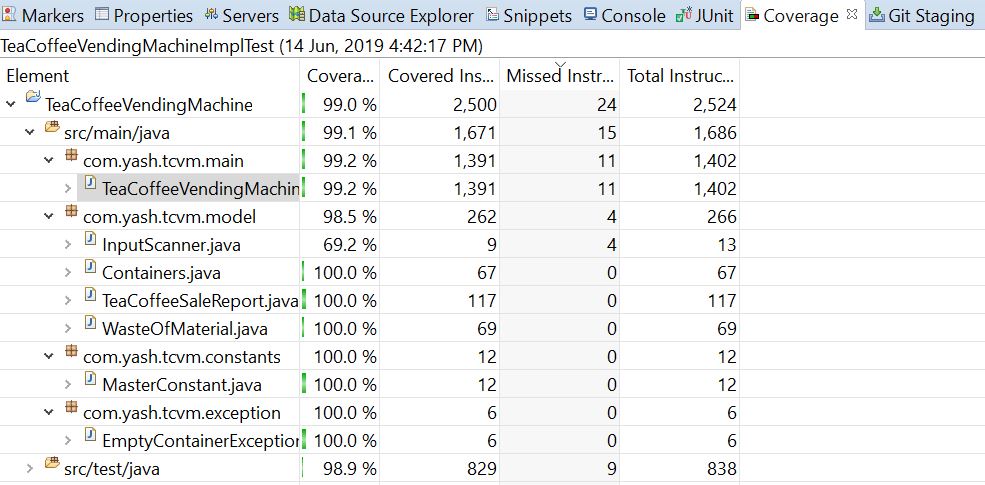 Markers Properties Servers Data Source Explorer Snippets Console JUnit Coverage Git Staging
TeaCoffeeVendingMachineImplTest (14 Jun, 2019 4:42:17 PM)
Element Covera... Covered Ins... Missed Instr... Total Instruc...
TeaCoffeeVendingMachine 99.0 % 2,500 24 2,524
src/main/java 99.1 % 1,671 15 1,686
com.yash.tcvm.main 99.2 % 1,391 11 1,402
TeaCoffeeVendingMachin 99.2 % 1,391 11 1,402
com.yash.tcvm.model 98.5 % 262 4 266
InputScanner.java 69.2 % 9 4 13
Containers.java 100.0 % 67 0 67
TeaCoffeeSaleReport.java 100.0 % 117 0 117
WasteOfMaterial.java 100.0 % 69 0 69
com.yash.tcvm.constants 100.0 % 12 0 12
MasterConstant.java 100.0 % 12 0 12
com.yash.tcvm.exception 100.0 % 6 0 6
EmptyContainerException 100.0 % 6 0 6
src/test/java 98.9 % 829 9 838